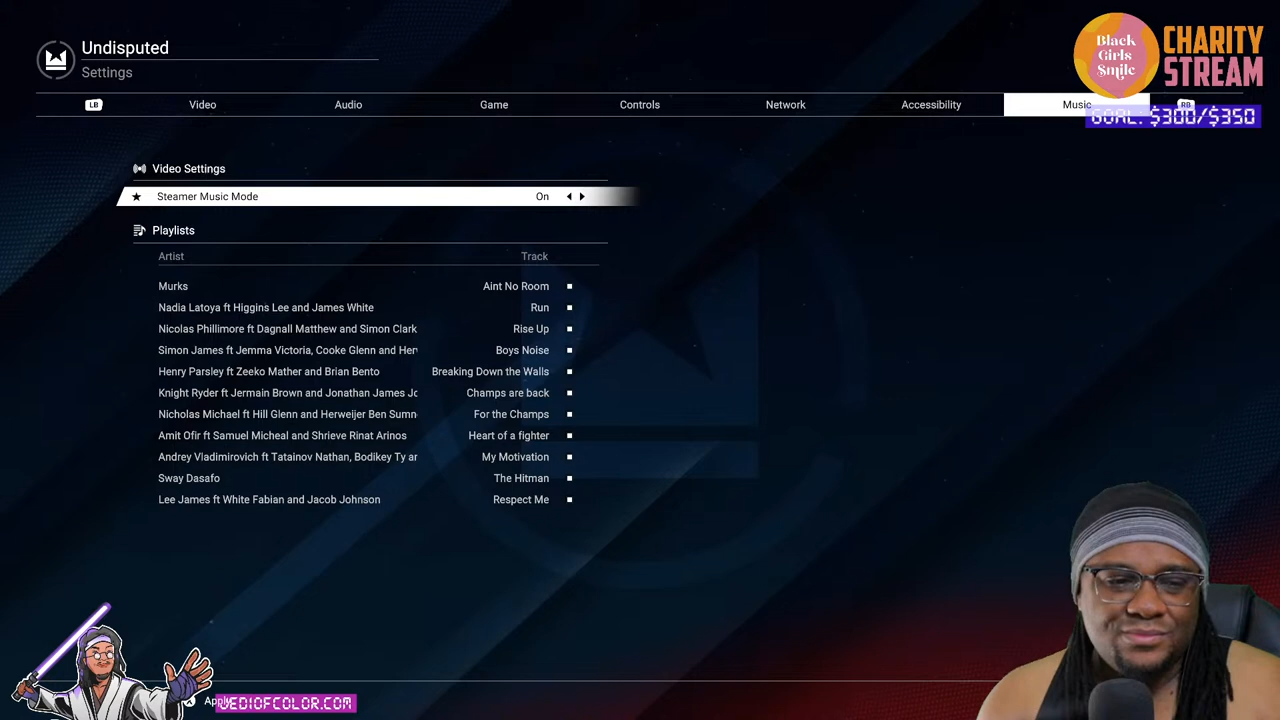 Undisputed
Settings
Black Girls Smile
CHARITY STREAM
LB Video Audio Game Controls Network Accessibility Music RB
GOAL: $300/$350
Video Settings
Steamer Music Mode On
Playlists
Artist Track
Murks Aint No Room
Nadia Latoya ft Higgins Lee and James White Run
Nicolas Phillimore ft Dagnall Matthew and Simon Clark Rise Up
Simon James ft Jemma Victoria, Cooke Glenn and Her Boys Noise
Henry Parsley ft Zeeko Mather and Brian Bento Breaking Down the Walls
Knight Ryder ft Jermain Brown and Jonathan James Jo Champs are back
Nicholas Michael ft Hill Glenn and Herweijer Ben Sumn For the Champs
Amit Ofir ft Samuel Micheal and Shrieve Rinat Arinos Heart of a fighter
Andrey Vladimirovich ft Tatainov Nathan, Bodikey Ty ar My Motivation
Sway Dasafo The Hitman
Lee James ft White Fabian and Jacob Johnson Respect Me
JEDIOFCOLOR.COM